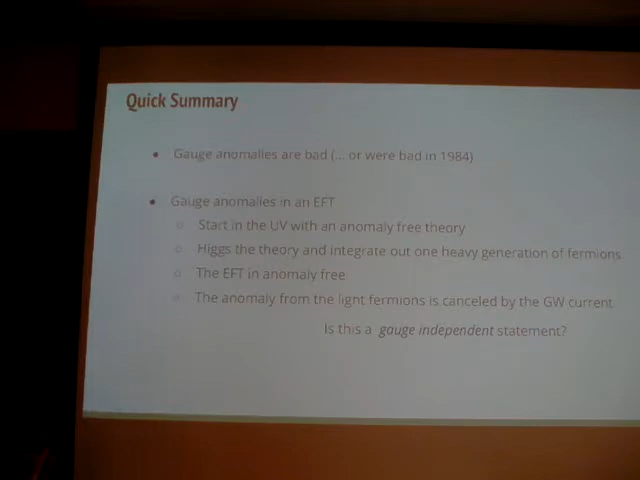 Quick Summary
Gauge anomalies are bad (... or were bad in 1984)
Gauge anomalies in an EFT
Start in the UV with an anomaly free theory
Higgs the theory and integrate out one heavy generation of fermions
The EFT in anomaly free
The anomaly from the light fermions is canceled by the GW current
Is this a gauge independent statement?